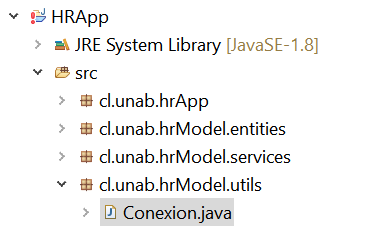 HRApp
JRE System Library [JavaSE-1.8]
src
cl.unab.hrApp
cl.unab.hrModel.entities
cl.unab.hrModel.services
cl.unab.hrModel.utils
Conexion.java